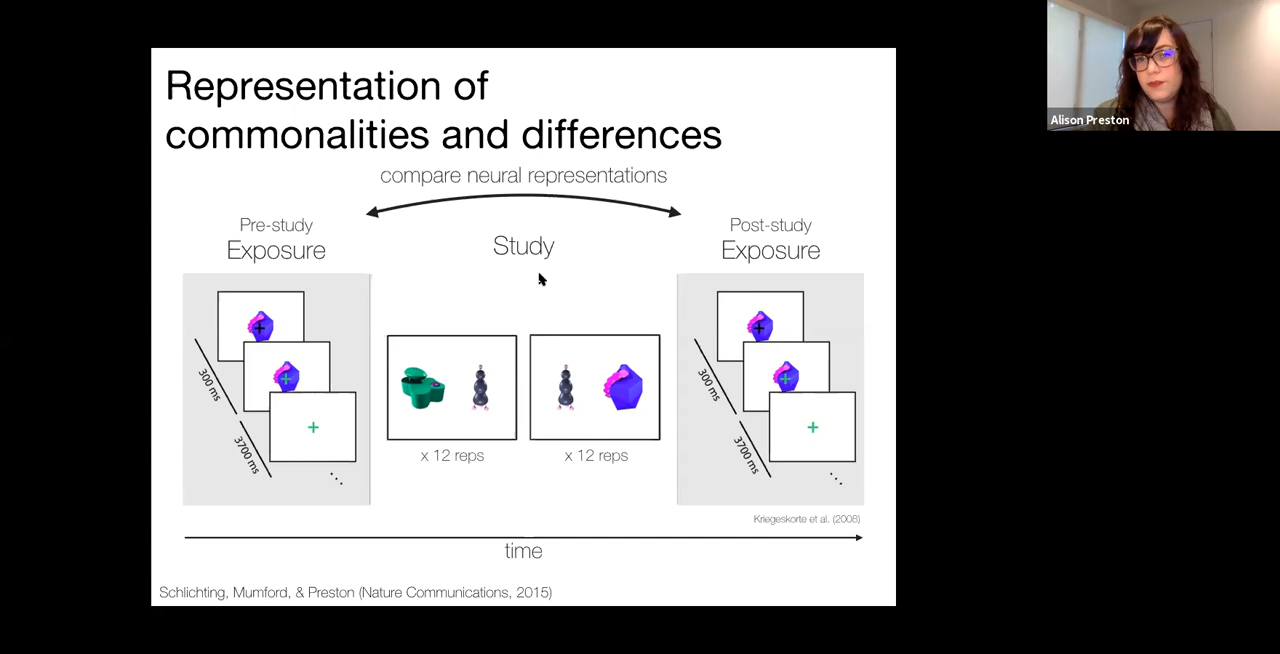 Representation of
commonalities and differences
compare neural representations
Pre-study
Exposure
Study
Post-study
Exposure
300 ms
3700 ms
...
x 12 reps
x 12 reps
300 ms
3700 ms
...
Kriegeskorte et al. (2008)
time
Schlichting, Mumford, & Preston (Nature Communications, 2015)
Alison Preston